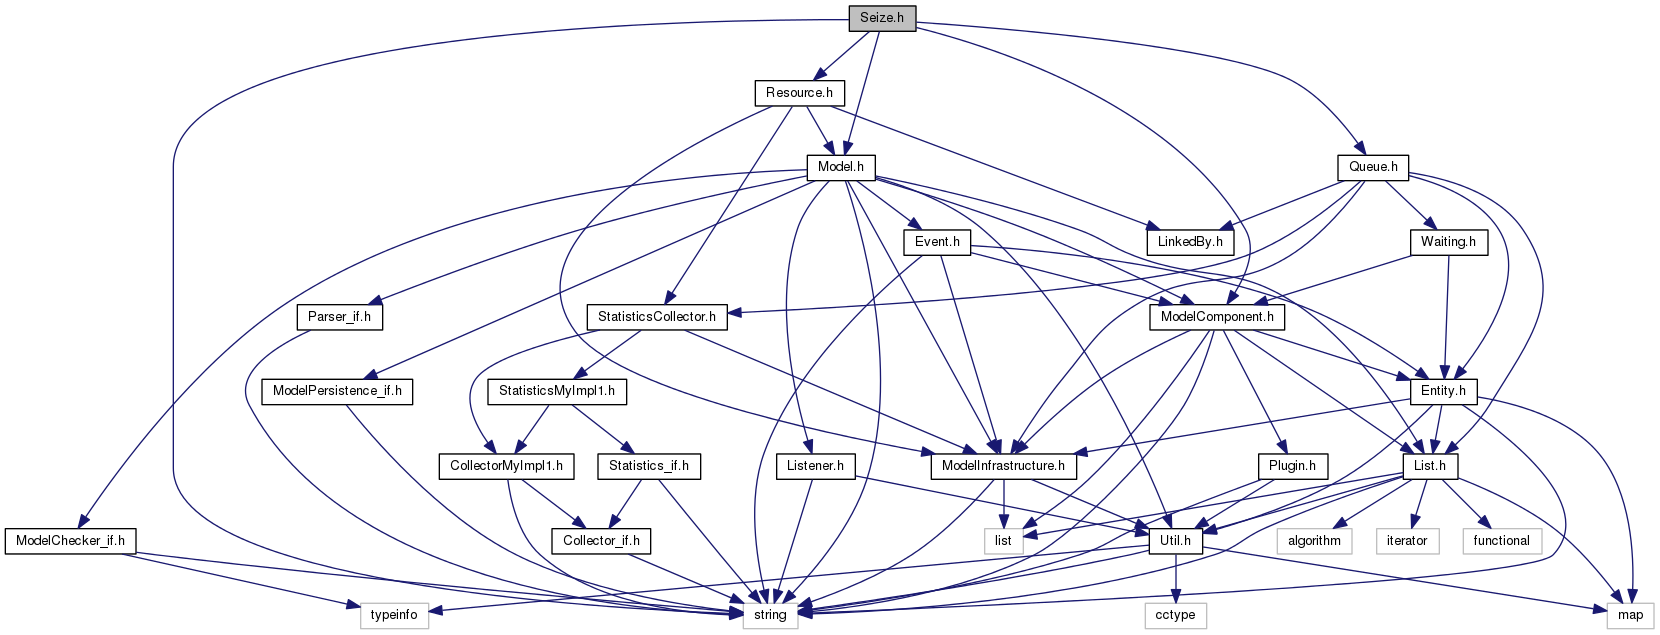 Seize.h
Resource.h
Model.h
Queue.h
Event.h
LinkedBy.h
Waiting.h
Parser_if.h
StatisticsCollector.h
ModelComponent.h
ModelPersistence_if.h
StatisticsMyImpl1.h
Entity.h
CollectorMyImpl1.h
Statistics_if.h
Listener.h
ModelInfrastructure.h
Plugin.h
List.h
ModelChecker_if.h
Collector_if.h
list
Util.h
algorithm
iterator
functional
typeinfo
string
cctype
map